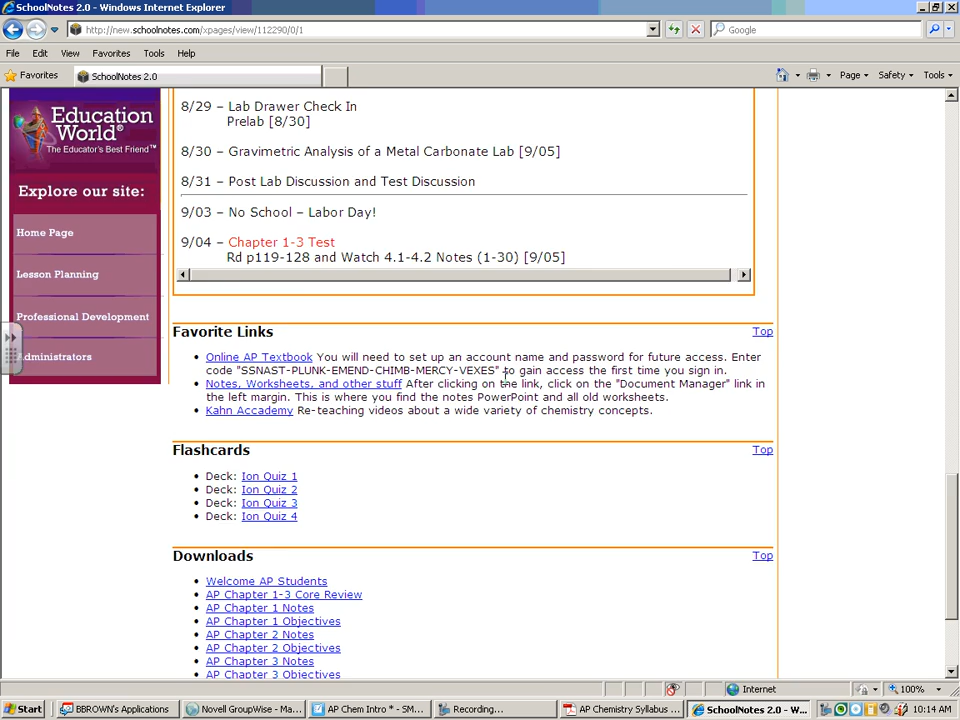 SchoolNotes 2.0 - Windows Internet Explorer
http://new.schoolnotes.com/xpages/view/112290/0/1
Google
File Edit View Favorites Tools Help
Favorites SchoolNotes 2.0 Page Safety Tools
Education
World®
The Educator's Best Friend™
Explore our site:
Home Page
Lesson Planning
Professional Development
Administrators
8/29 – Lab Drawer Check In
Prelab [8/30]
8/30 – Gravimetric Analysis of a Metal Carbonate Lab [9/05]
8/31 – Post Lab Discussion and Test Discussion
9/03 – No School – Labor Day!
9/04 – Chapter 1-3 Test
Rd p119-128 and Watch 4.1-4.2 Notes (1-30) [9/05]
Favorite Links Top
• Online AP Textbook You will need to set up an account name and password for future access. Enter
code "SSNAST-PLUNK-EMEND-CHIMB-MERCY-VEXES" to gain access the first time you sign in.
• Notes, Worksheets, and other stuff After clicking on the link, click on the "Document Manager" link in
the left margin. This is where you find the notes PowerPoint and all old worksheets.
• Kahn Accademy Re-teaching videos about a wide variety of chemistry concepts.
Flashcards Top
• Deck: Ion Quiz 1
• Deck: Ion Quiz 2
• Deck: Ion Quiz 3
• Deck: Ion Quiz 4
Downloads Top
• Welcome AP Students
• AP Chapter 1-3 Core Review
• AP Chapter 1 Notes
• AP Chapter 1 Objectives
• AP Chapter 2 Notes
• AP Chapter 2 Objectives
• AP Chapter 3 Notes
• AP Chapter 3 Objectives
Internet 100%
Start BBROWN's Applications Novell GroupWise - Ma... AP Chem Intro * - SM... Recording... AP Chemistry Syllabus ... SchoolNotes 2.0 - W... 10:14 AM